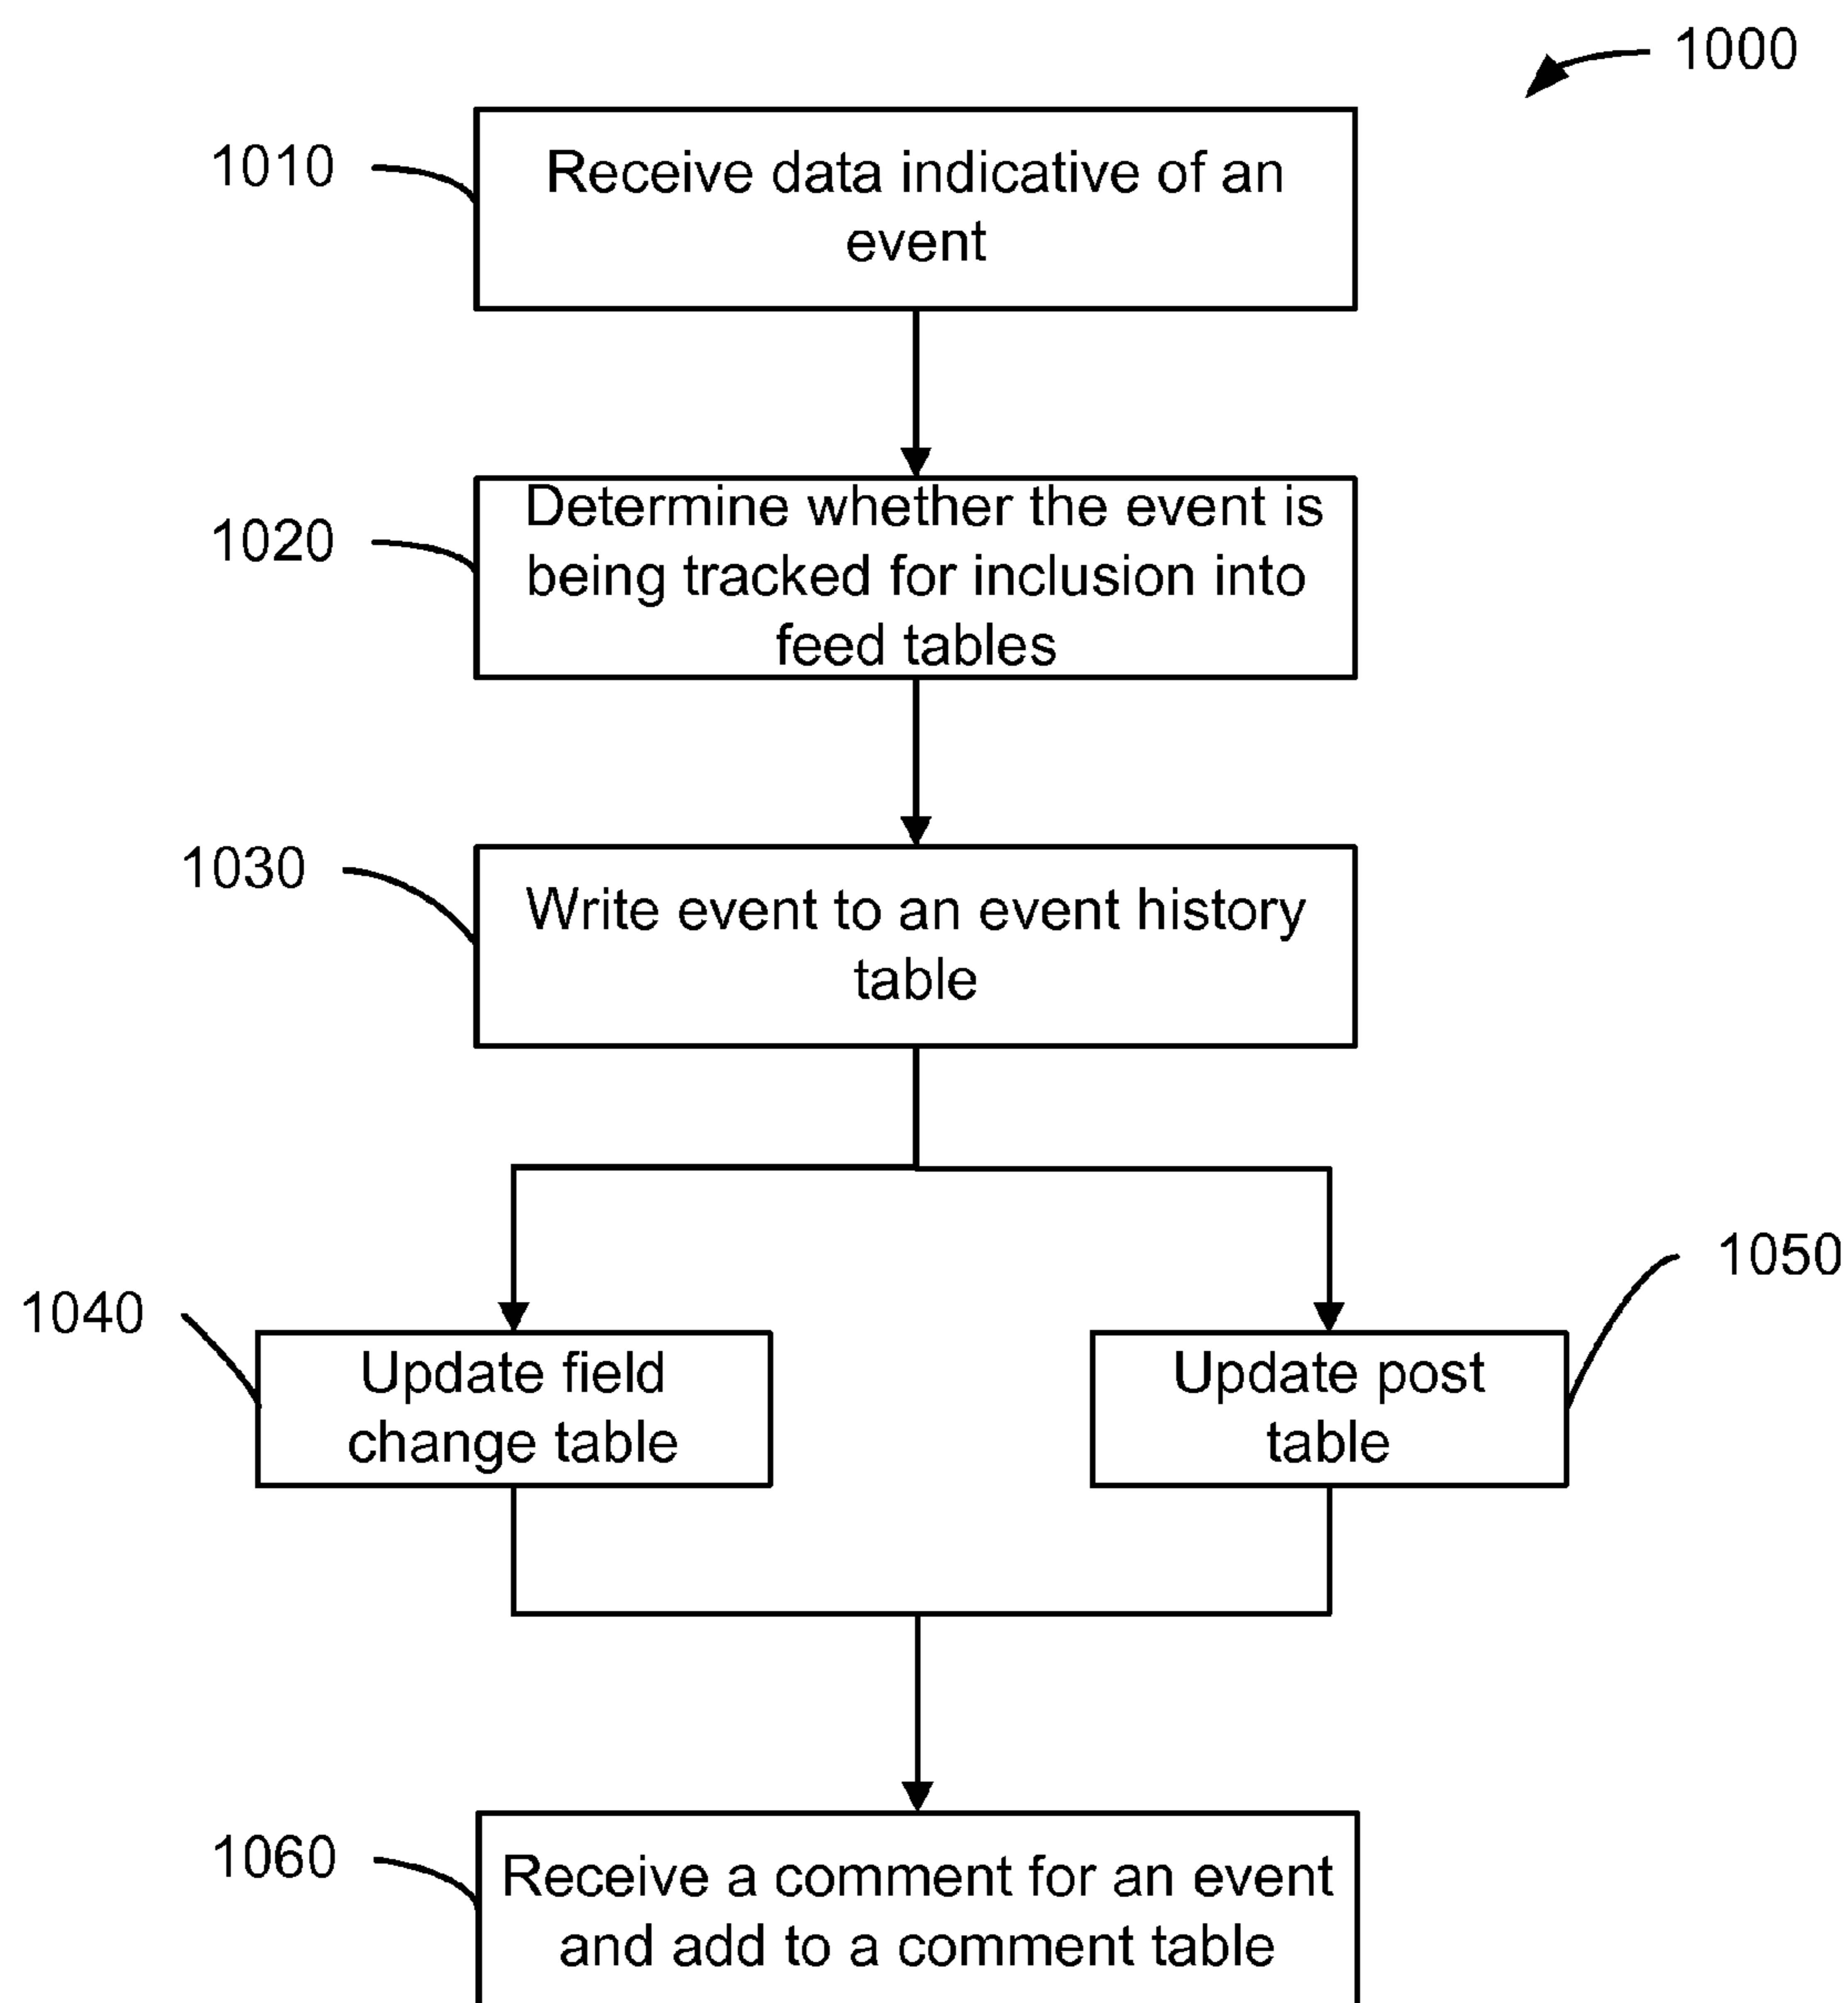 1000
1010
Receive data indicative of an
event
1020
Determine whether the event is
being tracked for inclusion into
feed tables
1030
Write event to an event history
table
1040
Update field
change table
1050
Update post
table
1060
Receive a comment for an event
and add to a comment table